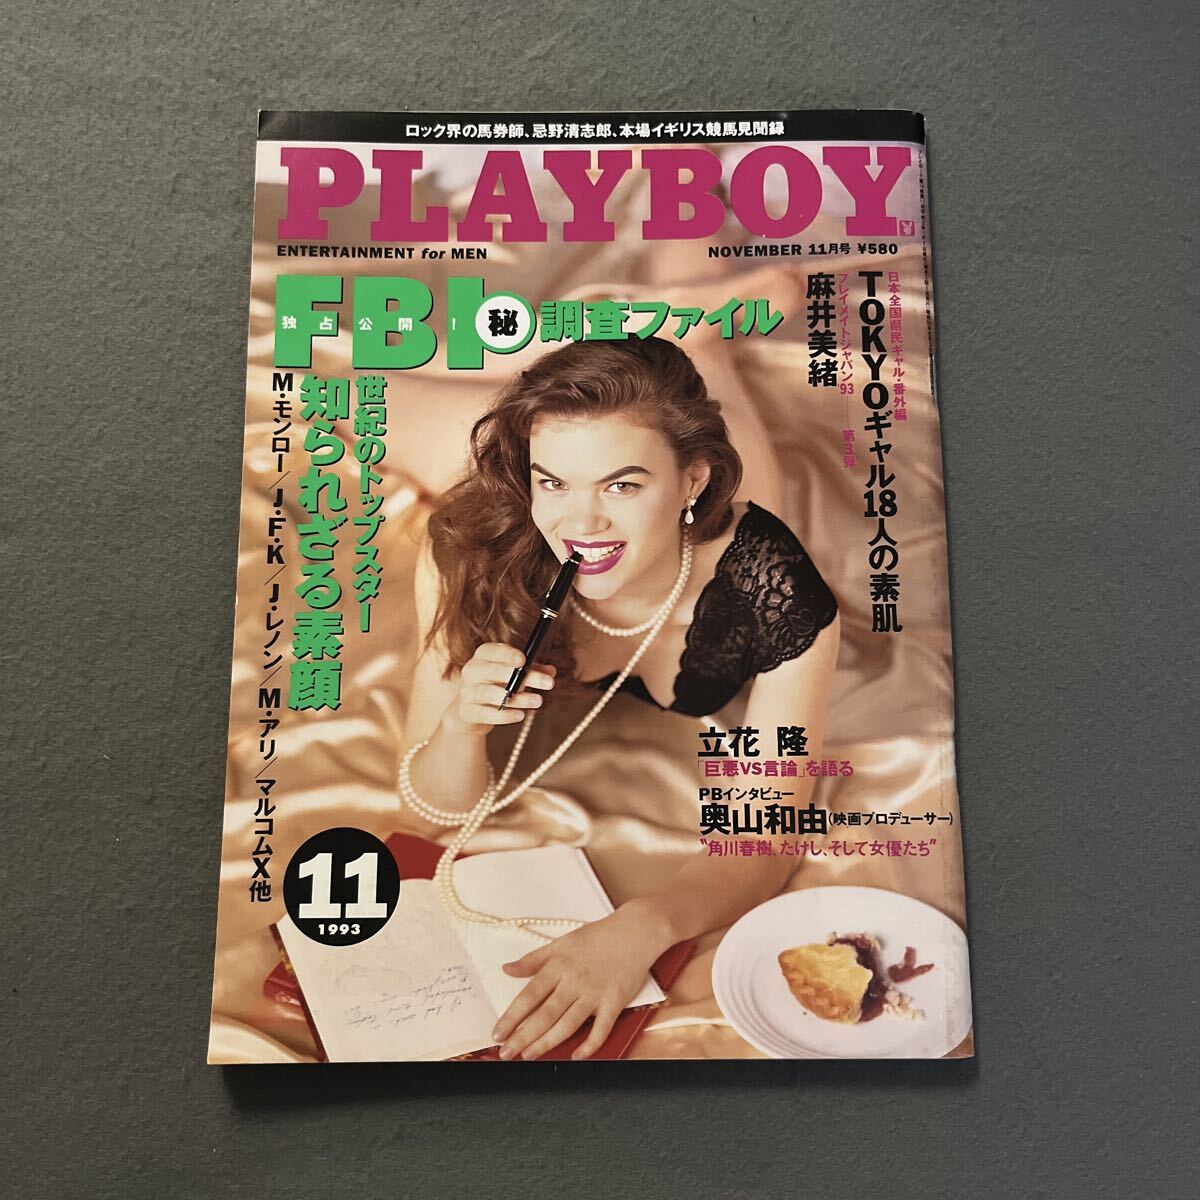 ロック界の馬券師、忌野清志郎、本場イギリス競馬見聞録
PLAYBOY
ENTERTAINMENT for MEN
NOVEMBER 11月号 ¥580
FBI㊙調査ファイル
独占公開!
世紀のトップスター
知られざる素顔
M・モンロー/J・F・K/J・レノン/M・アリ/マルコムX他
日本全国県民ギャル・番外編
TOKYOギャル18人の素肌
プレイメイトジャパン93——第3弾
麻井美緒
立花 隆
「巨悪VS言論」を語る
PBインタビュー
奥山和由(映画プロデューサー)
“角川春樹、たけし、そして女優たち”
11
1993